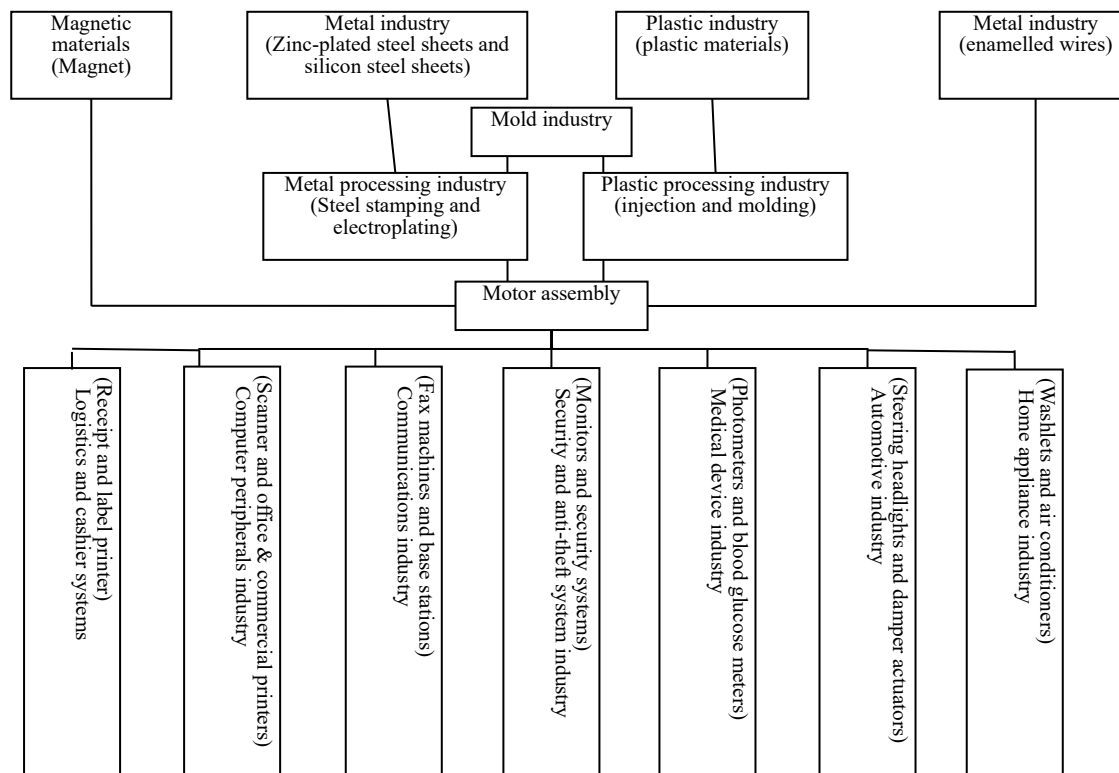 Magnetic
materials
(Magnet)
Metal industry
(Zinc-plated steel sheets and
silicon steel sheets)
Plastic industry
(plastic materials)
Metal industry
(enamelled wires)
Mold industry
Metal processing industry
(Steel stamping and
electroplating)
Plastic processing industry
(injection and molding)
Motor assembly
(Receipt and label printer)
Logistics and cashier systems
(Scanner and office & commercial printers)
Computer peripherals industry
(Fax machines and base stations)
Communications industry
(Monitors and security systems)
Security and anti-theft system industry
(Photometers and blood glucose meters)
Medical device industry
(Steering headlights and damper actuators)
Automotive industry
(Washlets and air conditioners)
Home appliance industry